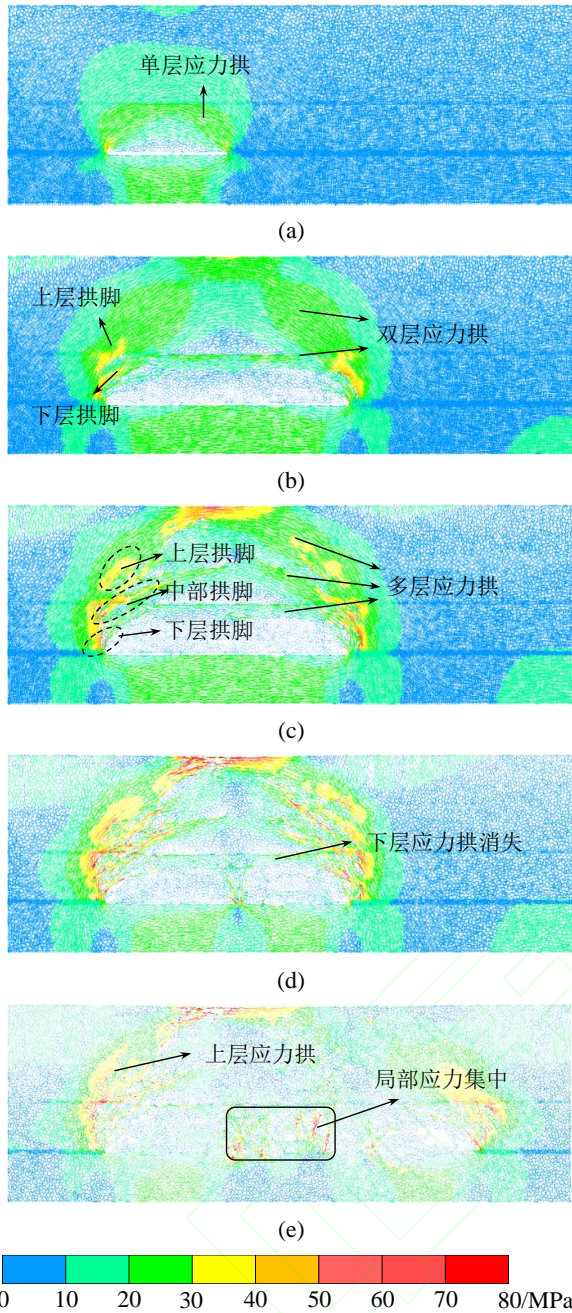 单层应力拱
(a)
上层拱脚
双层应力拱
下层拱脚
(b)
上层拱脚
中部拱脚
多层应力拱
下层拱脚
(c)
下层应力拱消失
(d)
上层应力拱
局部应力集中
(e)
0 10 20 30 40 50 60 70 80/MPa